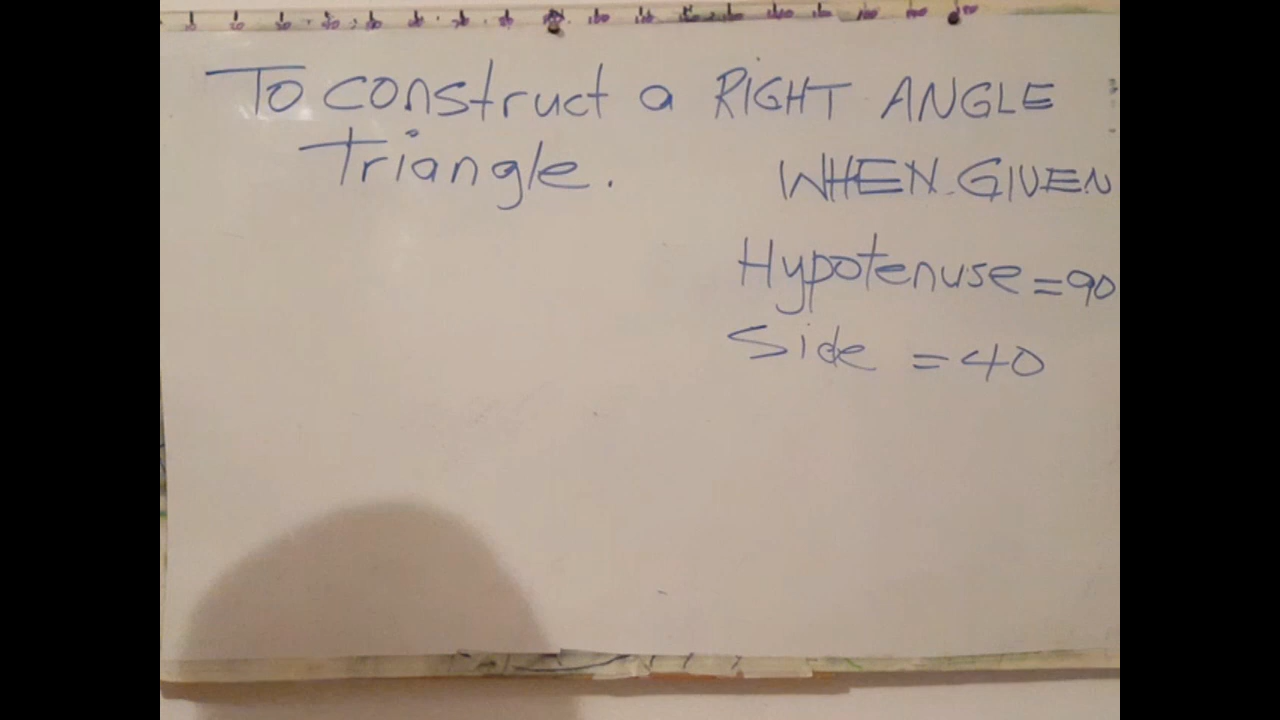 To construct a RIGHT ANGLE
Triangle.
WHEN GIVEN
Hypotenuse = 90
Side = 40